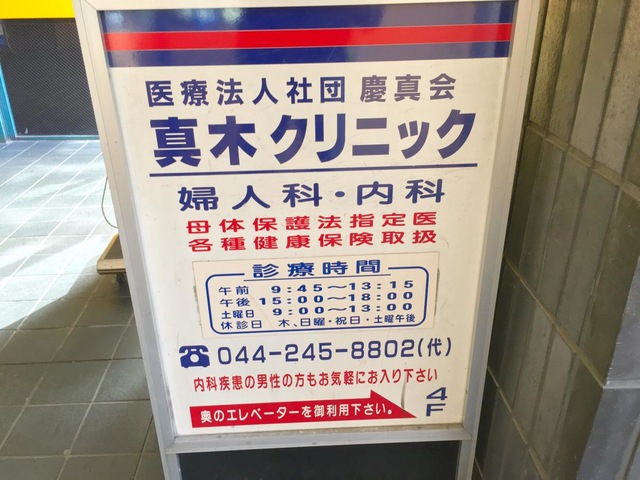 医療法人社団 慶真会
真木クリニック
婦人科・内科
母体保護法指定医
各種健康保険取扱
診療時間
午前 9:45～13:15
午後 15:00～18:00
土曜日 9:00～13:00
休診日 木、日曜・祝日・土曜午後
☎ 044-245-8802(代)
内科疾患の男性の方もお気軽にお入り下さい
奥のエレベーターを御利用下さい。
4F